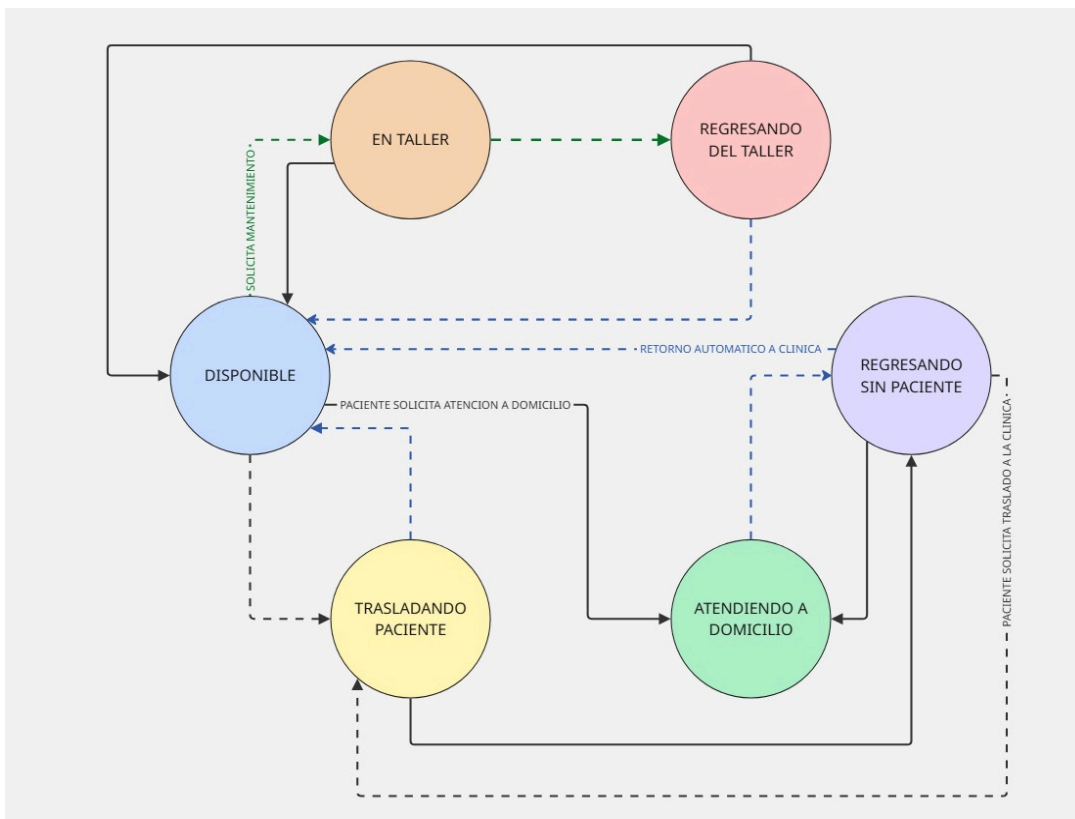 EN TALLER
REGRESANDO
DEL TALLER
SOLICITA MANTENIMIENTO
DISPONIBLE
RETORNO AUTOMATICO A CLINICA
REGRESANDO
SIN PACIENTE
PACIENTE SOLICITA ATENCION A DOMICILIO
PACIENTE SOLICITA TRASLADO A LA CLINICA
TRASLADANDO
PACIENTE
ATENDIENDO A
DOMICILIO